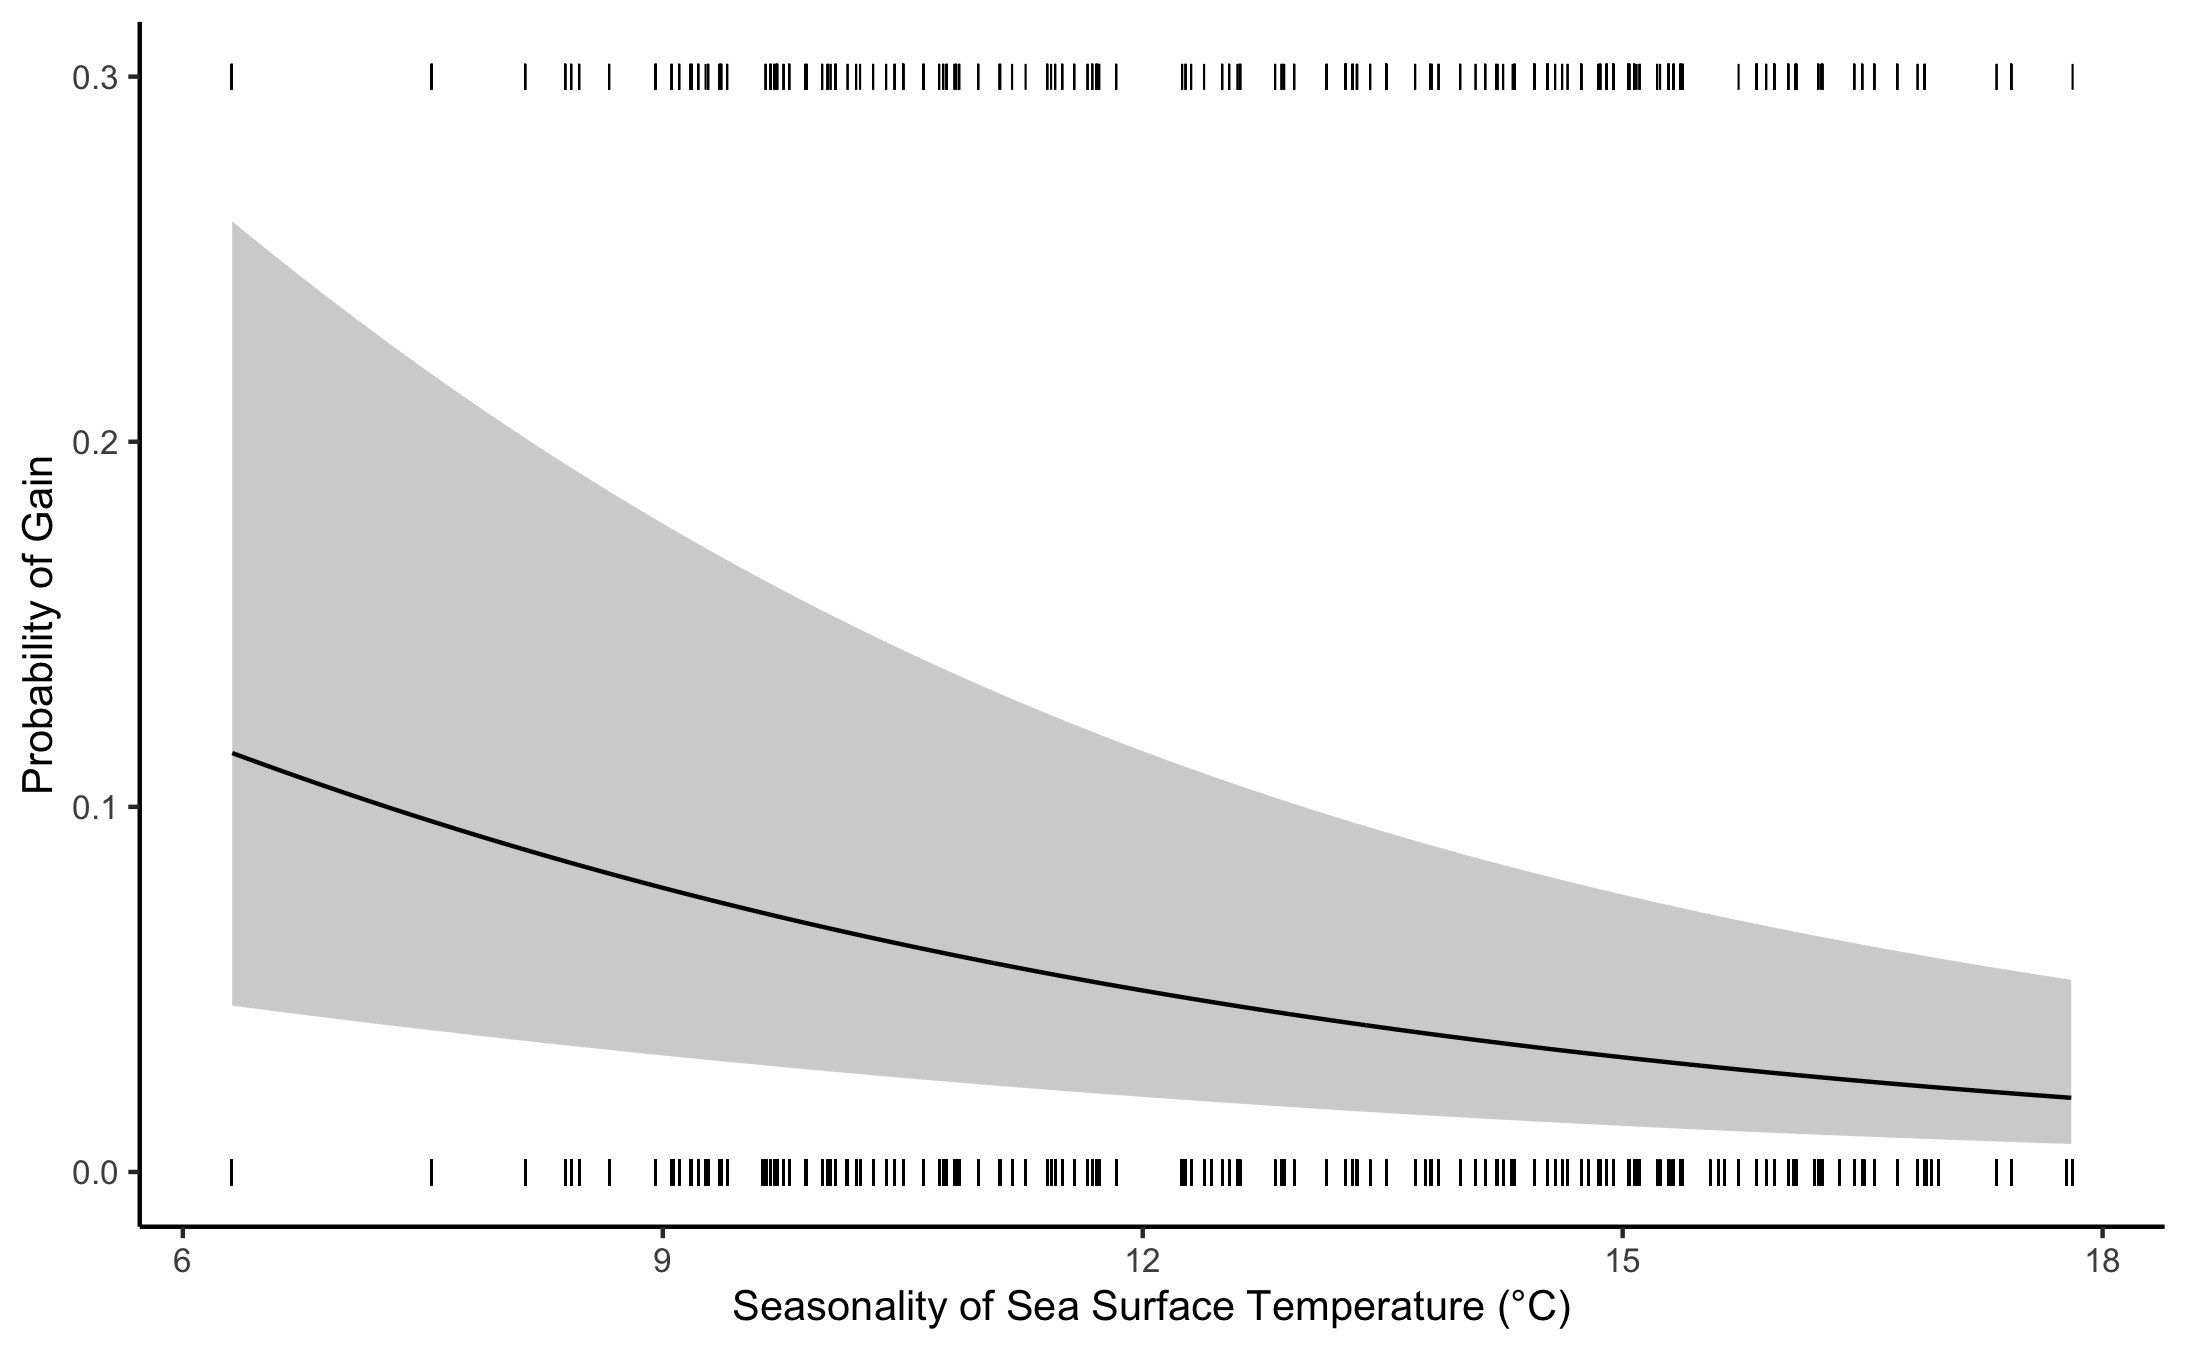 0.3
0.2
0.1
0.0
Probability of Gain
6 9 12 15 18
Seasonality of Sea Surface Temperature (°C)